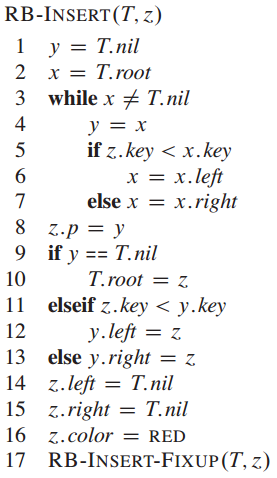 RB-INSERT(T, z)
1 y = T.nil
2 x = T.root
3 while x ≠ T.nil
4 y = x
5 if z.key < x.key
6 x = x.left
7 else x = x.right
8 z.p = y
9 if y == T.nil
10 T.root = z
11 elseif z.key < y.key
12 y.left = z
13 else y.right = z
14 z.left = T.nil
15 z.right = T.nil
16 z.color = RED
17 RB-INSERT-FIXUP(T, z)